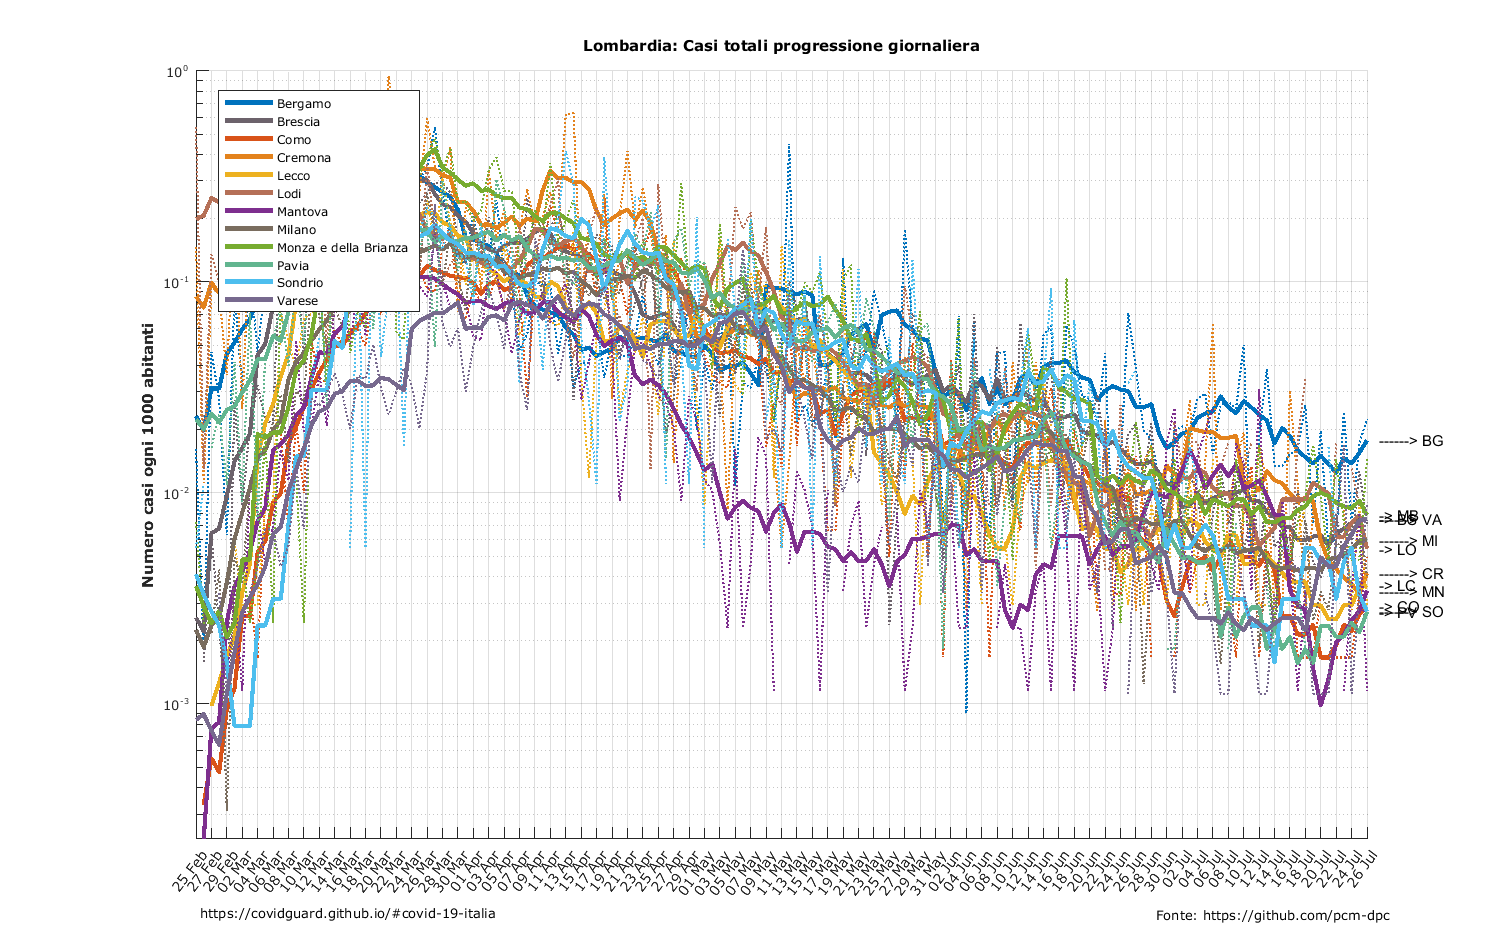 Lombardia: Casi totali progressione giornaliera
Numero casi ogni 1000 abitanti
10^0
10^-1
10^-2
10^-3
Bergamo
Brescia
Como
Cremona
Lecco
Lodi
Mantova
Milano
Monza e della Brianza
Pavia
Sondrio
Varese
------> BG
-> MB
-> BS VA
------> MI
-> LO
------> CR
-> LC
------> MN
-> CO
-> PV SO
25 Feb
27 Feb
29 Feb
02 Mar
04 Mar
06 Mar
08 Mar
10 Mar
12 Mar
14 Mar
16 Mar
18 Mar
20 Mar
22 Mar
24 Mar
26 Mar
28 Mar
30 Mar
01 Apr
03 Apr
05 Apr
07 Apr
09 Apr
11 Apr
13 Apr
15 Apr
17 Apr
19 Apr
21 Apr
23 Apr
25 Apr
27 Apr
29 Apr
01 May
03 May
05 May
07 May
09 May
11 May
13 May
15 May
17 May
19 May
21 May
23 May
25 May
27 May
29 May
31 May
02 Jun
04 Jun
06 Jun
08 Jun
10 Jun
12 Jun
14 Jun
16 Jun
18 Jun
20 Jun
22 Jun
24 Jun
26 Jun
28 Jun
30 Jun
02 Jul
04 Jul
06 Jul
08 Jul
10 Jul
12 Jul
14 Jul
16 Jul
18 Jul
20 Jul
22 Jul
24 Jul
26 Jul
https://covidguard.github.io/#covid-19-italia
Fonte: https://github.com/pcm-dpc